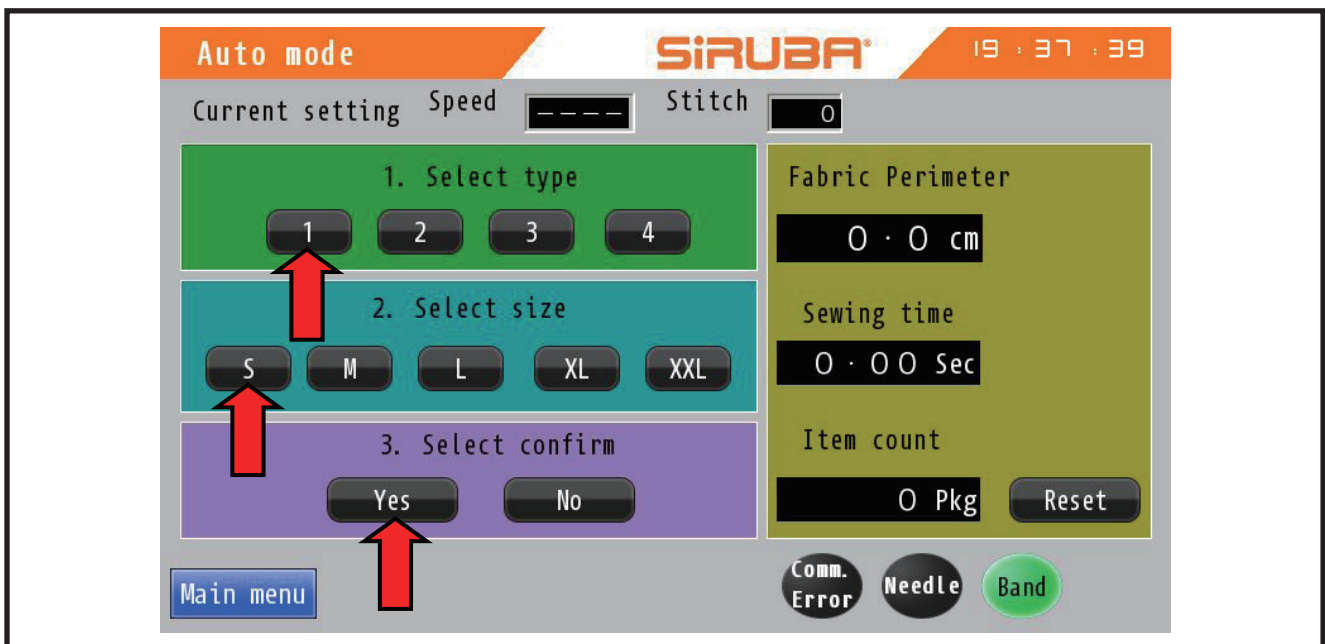 Auto mode
SiRUBA®
19 : 37 : 39
Current setting Speed ---- Stitch 0
1. Select type
1 2 3 4
2. Select size
S M L XL XXL
3. Select confirm
Yes No
Fabric Perimeter
0.0 cm
Sewing time
0.00 Sec
Item count
0 Pkg Reset
Main menu
Comm.
Error
Needle
Band